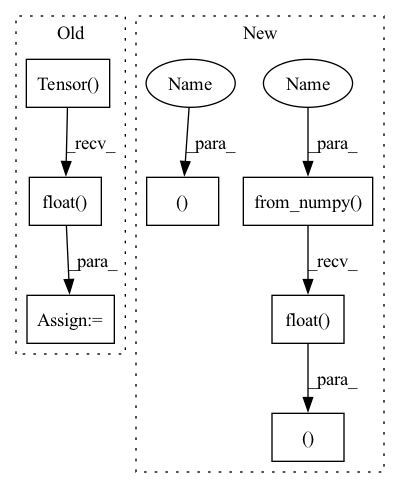 Old
New
Tensor()
Name
Name
_recv_
_para_
_para_
float()
()
from_numpy()
_para_
_recv_
Assign:=
float()
_para_
()